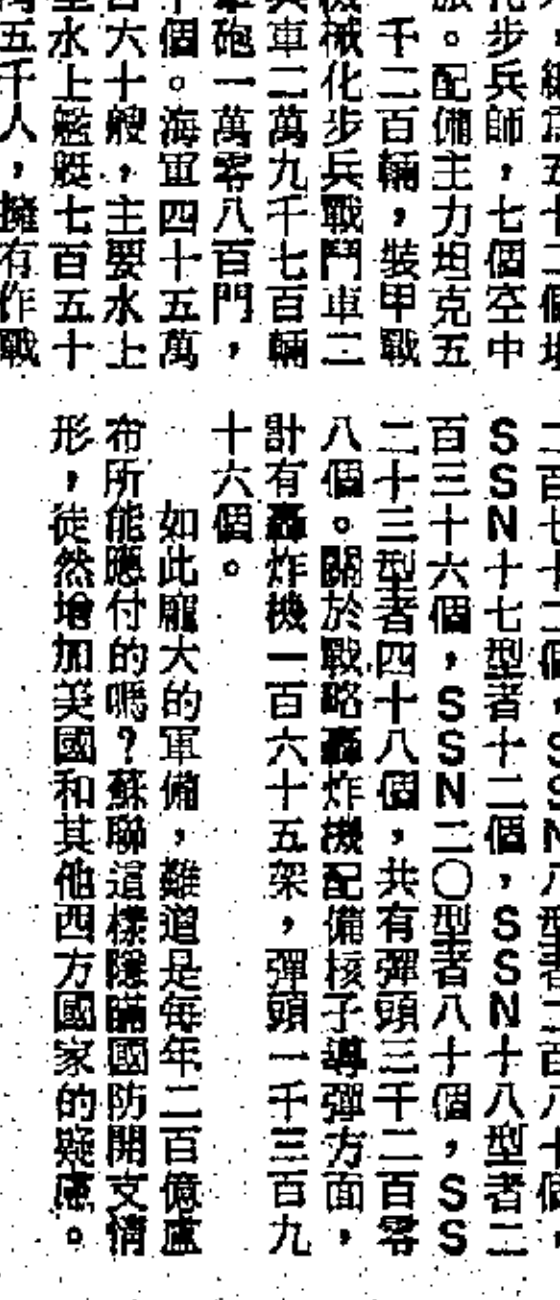 編為五十二個坦
化步兵師，七個空中
旅。配備主力坦克五
千二百輛，裝甲戰
機械化步兵戰鬥車二
兵車二萬九千七百輛
砲一萬零八百門，
個。海軍四十五萬
百六十艘，主要水上
型水上艦艇七百五十
萬五千人，擁有作戰
二百七十二個，SSN八型者二百八十個，
SSN十七型者十二個，SSN十八型者二
百三十六個，SSN二〇型者八十個，SS
二十三型者四十八個，共有彈頭三千二百零
八個。關於戰略轟炸機配備核子導彈方面，
計有轟炸機一百六十五架，彈頭一千三百九
十六個。
如此龐大的軍備，難道是每年二百億盧
布所能應付的嗎？蘇聯這樣隱瞞國防開支情
形，徒然增加美國和其他西方國家的疑慮。